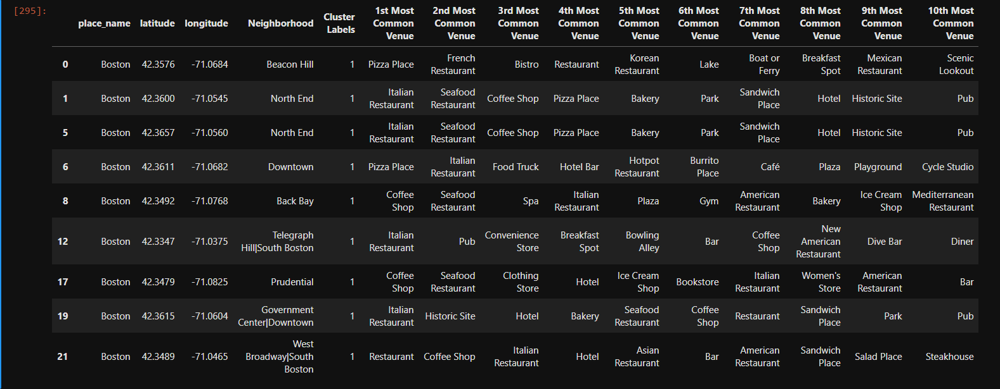 [295]:
place_name latitude longitude Neighborhood Cluster Labels 1st Most Common Venue 2nd Most Common Venue 3rd Most Common Venue 4th Most Common Venue 5th Most Common Venue 6th Most Common Venue 7th Most Common Venue 8th Most Common Venue 9th Most Common Venue 10th Most Common Venue
0 Boston 42.3576 -71.0684 Beacon Hill 1 Pizza Place French Restaurant Bistro Restaurant Korean Restaurant Lake Boat or Ferry Breakfast Spot Mexican Restaurant Scenic Lookout
1 Boston 42.3600 -71.0545 North End 1 Italian Restaurant Seafood Restaurant Coffee Shop Pizza Place Bakery Park Sandwich Place Hotel Historic Site Pub
5 Boston 42.3657 -71.0560 North End 1 Italian Restaurant Seafood Restaurant Coffee Shop Pizza Place Bakery Park Sandwich Place Hotel Historic Site Pub
6 Boston 42.3611 -71.0682 Downtown 1 Pizza Place Italian Restaurant Food Truck Hotel Bar Hotpot Restaurant Burrito Place Café Plaza Playground Cycle Studio
8 Boston 42.3492 -71.0768 Back Bay 1 Coffee Shop Seafood Restaurant Spa Italian Restaurant Plaza Gym American Restaurant Bakery Ice Cream Shop Mediterranean Restaurant
12 Boston 42.3347 -71.0375 Telegraph Hill|South Boston 1 Italian Restaurant Pub Convenience Store Breakfast Spot Bowling Alley Bar Coffee Shop New American Restaurant Dive Bar Diner
17 Boston 42.3479 -71.0825 Prudential 1 Coffee Shop Seafood Restaurant Clothing Store Hotel Ice Cream Shop Bookstore Italian Restaurant Women's Store American Restaurant Bar
19 Boston 42.3615 -71.0604 Government Center|Downtown 1 Italian Restaurant Historic Site Hotel Bakery Seafood Restaurant Coffee Shop Restaurant Sandwich Place Park Pub
21 Boston 42.3489 -71.0465 West Broadway|South Boston 1 Restaurant Coffee Shop Italian Restaurant Hotel Asian Restaurant Bar American Restaurant Sandwich Place Salad Place Steakhouse